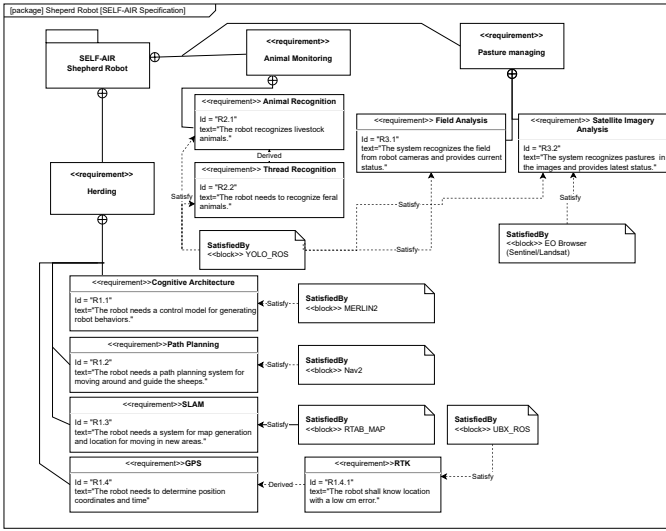 [package] Sheperd Robot [SELF-AIR Specification]
SELF-AIR
Shepherd Robot
<<requirement>>
Animal Monitoring
<<requirement>>
Pasture managing
<<requirement>> Animal Recognition
Id = "R2.1"
text="The robot recognizes livestock
animals."
Derived
<<requirement>> Thread Recognition
Id = "R2.2"
text="The robot needs to recognize feral
animals."
<<requirement>> Field Analysis
Id = "R3.1"
text="The system recognizes the field
from robot cameras and provides current
status."
<<requirement>> Satellite Imagery
Analysis
Id = "R3.2"
text="The system recognizes pastures  in
the images and provides latest status."
<<requirement>>
Herding
Satisfy
Satisfy
Satisfy
Satisfy
SatisfiedBy
<<block>> YOLO_ROS
SatisfiedBy
<<block>> EO Browser
(Sentinel/Landsat)
<<requirement>>Cognitive Architecture
Id = "R1.1"
text="The robot needs a control model for generating
robot behaviors."
Satisfy
SatisfiedBy
<<block>> MERLIN2
<<requirement>>Path Planning
Id = "R1.2"
text="The robot needs a path planning system for
moving around and guide the sheeps."
Satisfy
SatisfiedBy
<<block>> Nav2
<<requirement>>SLAM
Id = "R1.3"
text="The robot needs a system for map generation
and location for moving in new areas."
Satisfy
SatisfiedBy
<<block>> RTAB_MAP
SatisfiedBy
<<block>> UBX_ROS
<<requirement>>GPS
Id = "R1.4"
"The robot needs to determine position
coordinates and time"
Derived
<<requirement>>RTK
Id = "R1.4.1"
text="The robot shall know location
with a low cm error."
Satisfy